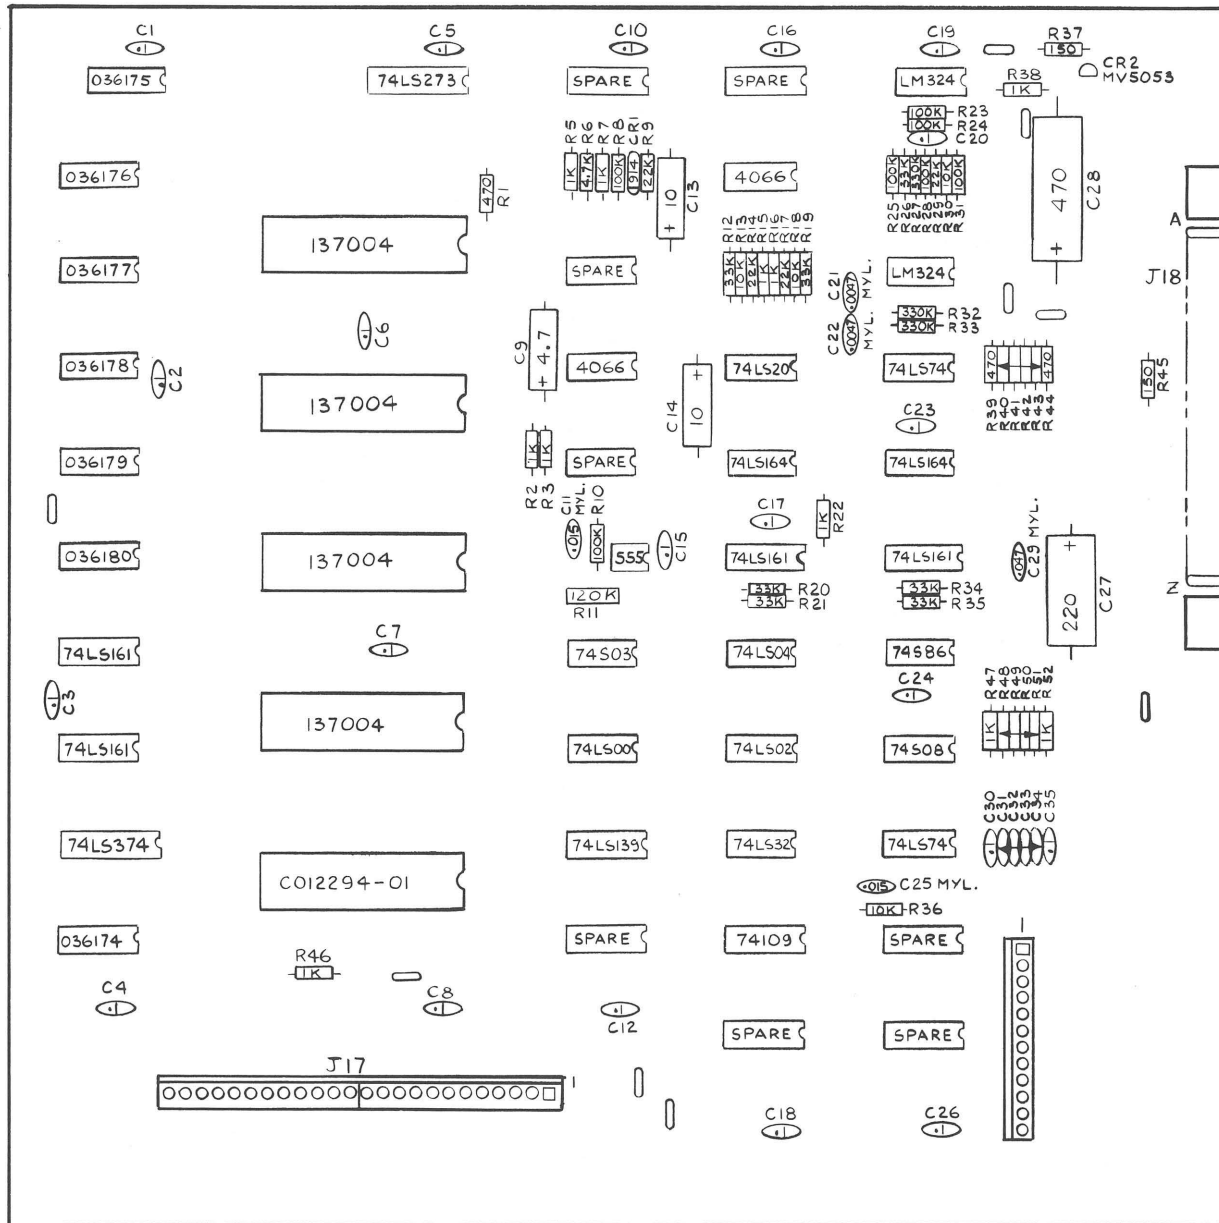 C1
C5
C10
C16
C19
R37
150
CR2
MV5053
036175
74LS273
SPARE
SPARE
LM324
R38
1K
R5
R6
R7
R8
CR1
R9
1K
4.7K
1K
100K
914
22K
100K R23
100K R24
C20
036176
470
R1
+ 10
C13
4066
100K
33K
330K
100K
22K
10K
100K
R25
R26
R27
R28
R29
R30
R31
470
+
C28
A
137004
R12
R13
R14
R15
R16
R17
R18
R19
33K
10K
22K
1K
1K
22K
10K
33K
036177
SPARE
LM324
J18
C21
.0047
MYL.
C22
.0047
MYL.
330K R32
330K R33
C6
C9
+ 4.7
036178
C2
4066
74LS20
74LS74
470
470
R39
R40
R41
R42
R43
R44
150
R45
137004
C14
10 +
C23
036179
1K
1K
R2
R3
SPARE
74LS164
74LS164
C11
MYL.
.015
R10
100K
C17
1K
R22
036180
137004
555
C15
74LS161
74LS161
.047
C29 MYL.
+
220
C27
120K
R11
33K R20
33K R21
33K R34
33K R35
Z
C7
74LS161
74S03
74LS04
74S86
C3
C24
R47
R48
R49
R50
R51
R52
1K
1K
137004
74LS161
74LS00
74LS02
74S08
C30
C31
C32
C33
C34
C35
74LS374
74LS139
74LS32
74LS74
C012294-01
.015 C25 MYL.
10K R36
036174
SPARE
74109
SPARE
1
R46
1K
C4
C8
C12
SPARE
SPARE
J17
1
C18
C26